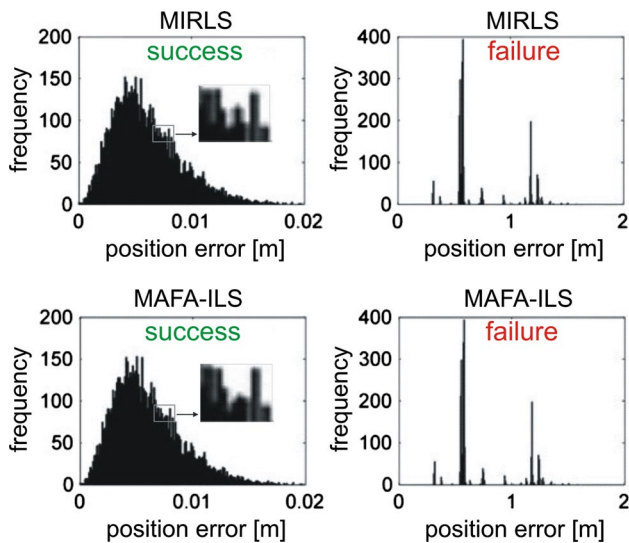 MIRLS
success
200
150
100
50
0
0
0.01
0.02
frequency
position error [m]
MIRLS
failure
400
300
200
100
0
0
1
2
frequency
position error [m]
MAFA-ILS
success
200
150
100
50
0
0
0.01
0.02
frequency
position error [m]
MAFA-ILS
failure
400
300
200
100
0
0
1
2
frequency
position error [m]